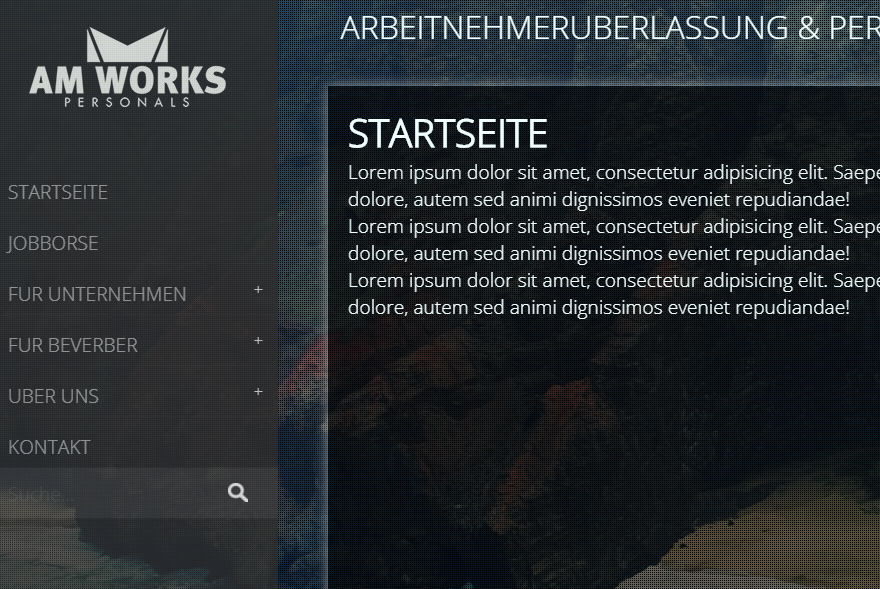 AM WORKS
PERSONALS
STARTSEITE
JOBBORSE
FUR UNTERNEHMEN +
FUR BEVERBER +
UBER UNS +
KONTAKT
Suche...
ARBEITNEHMERUBERLASSUNG & PER
STARTSEITE
Lorem ipsum dolor sit amet, consectetur adipisicing elit. Saepe
dolore, autem sed animi dignissimos eveniet repudiandae!
Lorem ipsum dolor sit amet, consectetur adipisicing elit. Saepe
dolore, autem sed animi dignissimos eveniet repudiandae!
Lorem ipsum dolor sit amet, consectetur adipisicing elit. Saepe
dolore, autem sed animi dignissimos eveniet repudiandae!